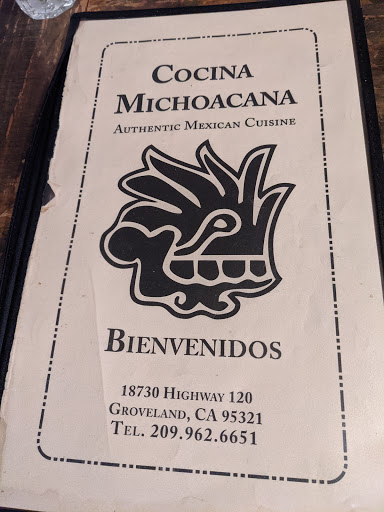 Cocina
Michoacana
Authentic Mexican Cuisine
Bienvenidos
18730 Highway 120
Groveland, CA 95321
Tel. 209.962.6651